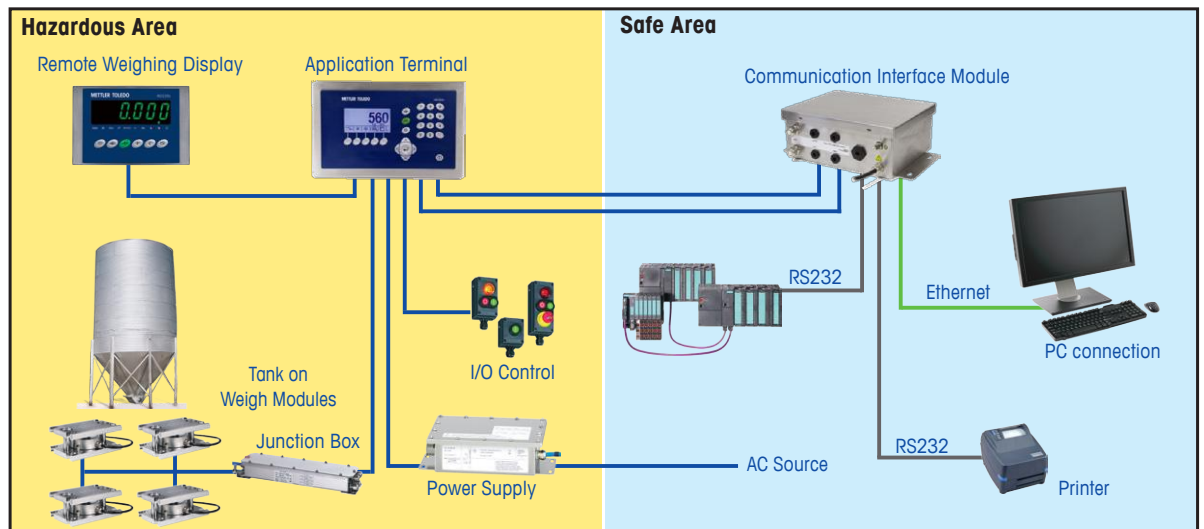 Hazardous Area
Safe Area
Remote Weighing Display
Application Terminal
Communication Interface Module
METTLER TOLEDO
0.000
METTLER TOLEDO
560
RS232
Ethernet
PC connection
I/O Control
Tank on
Weigh Modules
Junction Box
Power Supply
AC Source
RS232
Printer